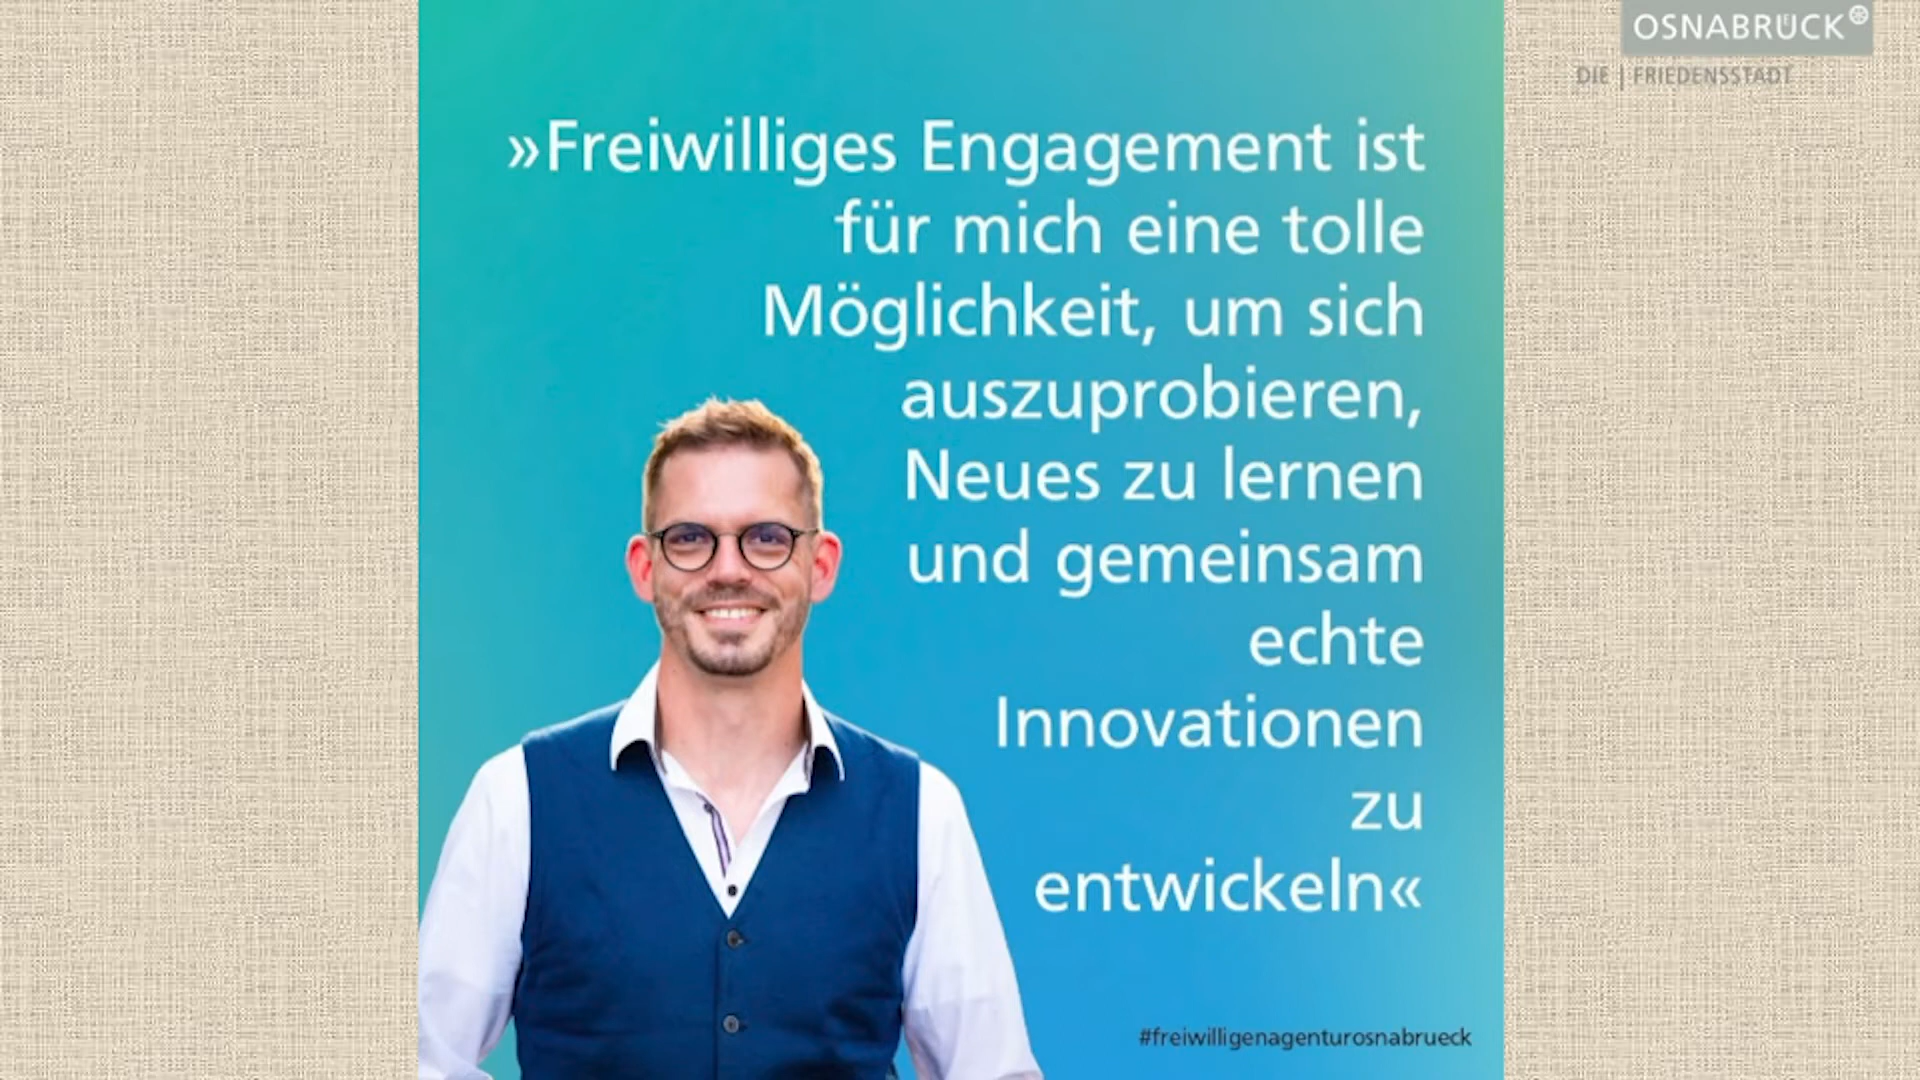 OSNABRÜCK
DIE | FRIEDENSSTADT
»Freiwilliges Engagement ist
für mich eine tolle
Möglichkeit, um sich
auszuprobieren,
Neues zu lernen
und gemeinsam
echte
Innovationen
zu
entwickeln«
#freiwilligenagenturosnabrueck